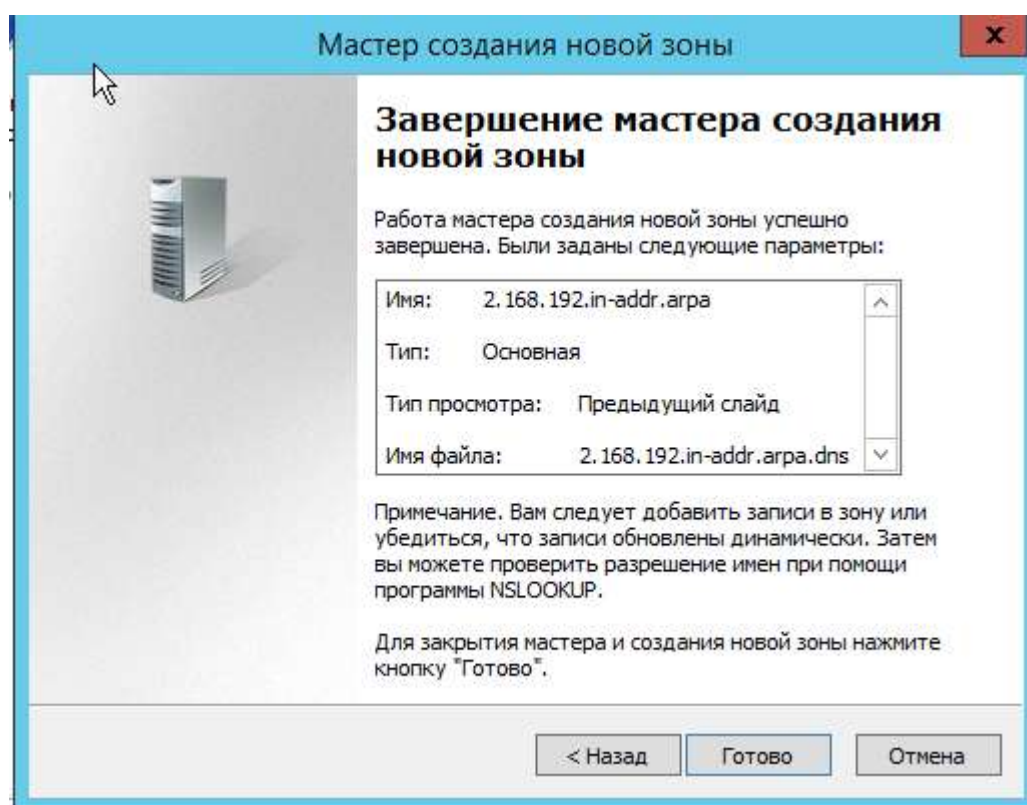 Мастер создания новой зоны
x
Завершение мастера создания
новой зоны
Работа мастера создания новой зоны успешно
завершена. Были заданы следующие параметры:
Имя: 2.168.192.in-addr.arpa
Тип: Основная
Тип просмотра: Предыдущий слайд
Имя файла: 2.168.192.in-addr.arpa.dns
Примечание. Вам следует добавить записи в зону или
убедиться, что записи обновлены динамически. Затем
вы можете проверить разрешение имен при помощи
программы NSLOOKUP.
Для закрытия мастера и создания новой зоны нажмите
кнопку "Готово".
< Назад Готово Отмена